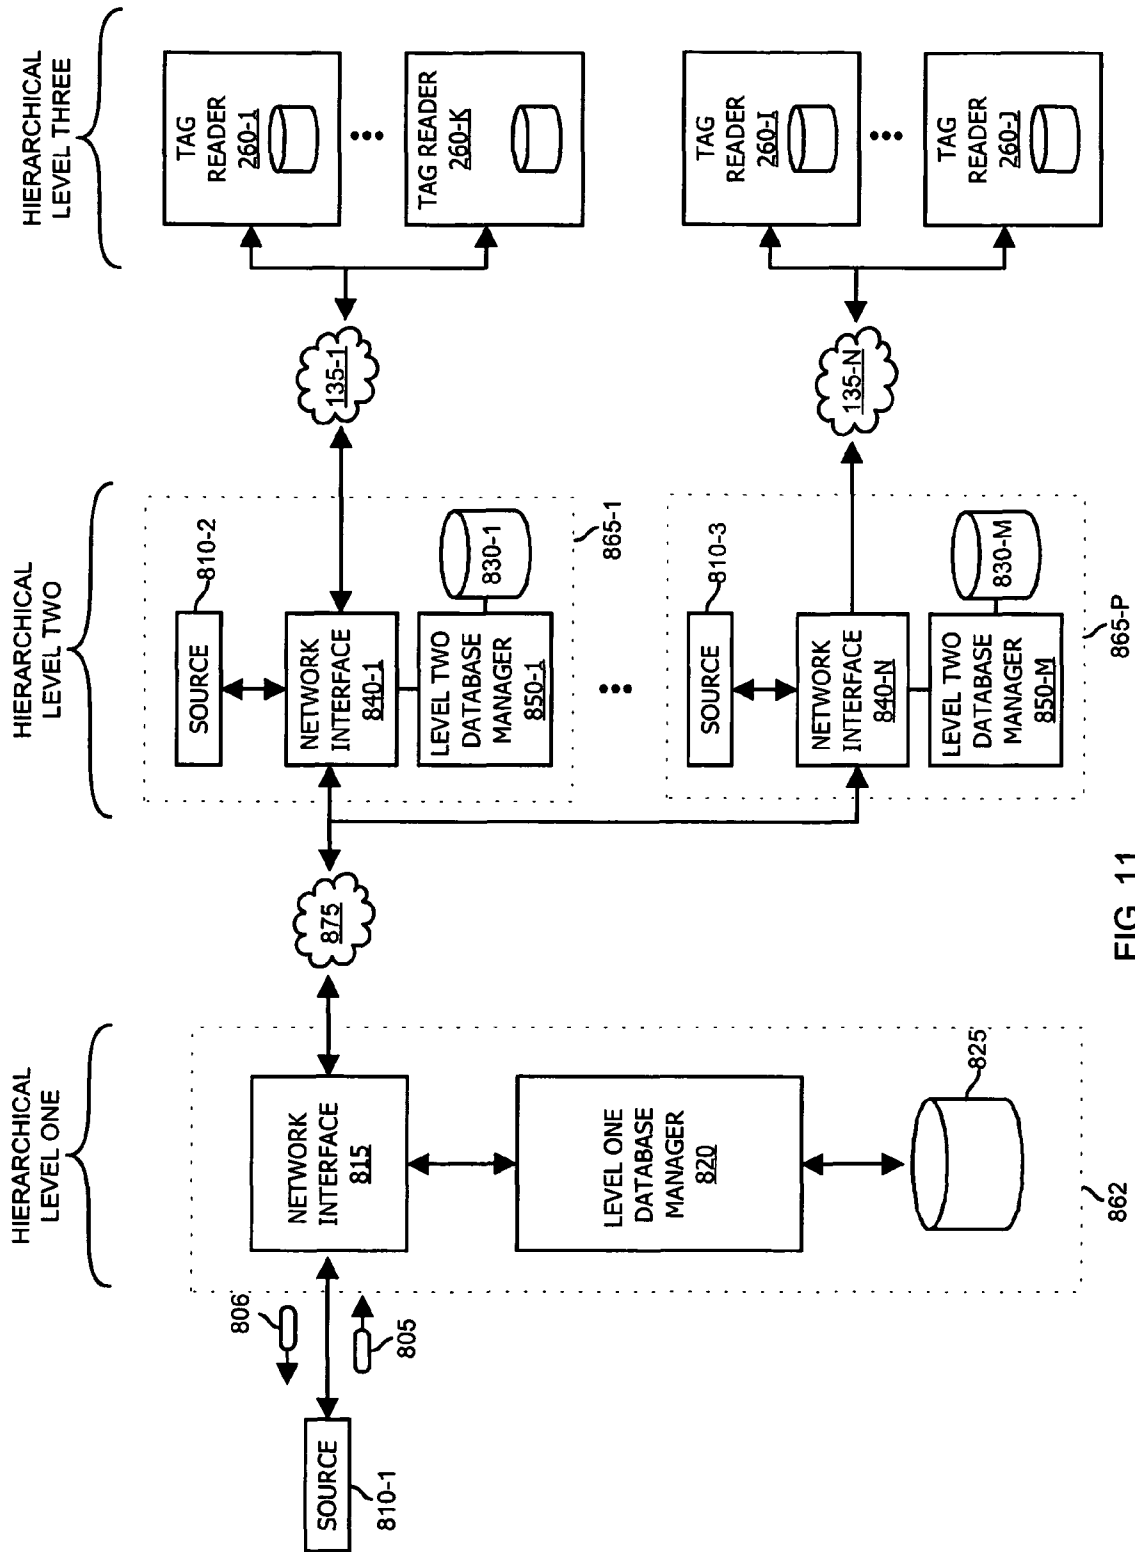 HIERARCHICAL
LEVEL ONE
HIERARCHICAL
LEVEL TWO
HIERARCHICAL
LEVEL THREE
SOURCE
810-1
806
805
NETWORK
INTERFACE
815
LEVEL ONE
DATABASE
MANAGER
820
825
862
875
SOURCE
810-2
NETWORK
INTERFACE
840-1
LEVEL TWO
DATABASE
MANAGER
850-1
830-1
865-1
SOURCE
810-3
NETWORK
INTERFACE
840-N
LEVEL TWO
DATABASE
MANAGER
850-M
830-M
865-P
135-1
135-N
TAG
READER
260-1
TAG READER
260-K
TAG
READER
260-I
TAG
READER
260-J
FIG. 11